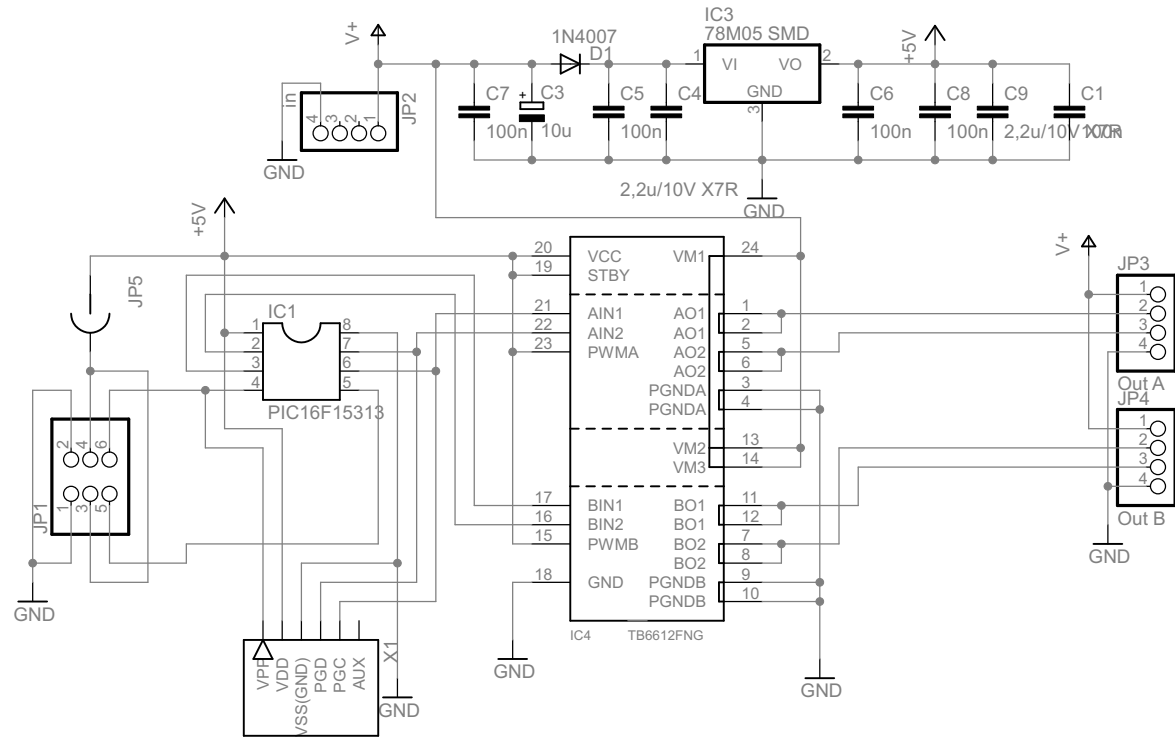 IC3
78M05 SMD
V+
1N4007
D1
+5V
1
VI
VO
2
GND
3
C7
100n
C3
+
10u
C5
100n
C4
C6
100n
C8
100n
C9
2,2u/10V X7R
C1
100n
in
4
3
2
1
JP2
GND
2,2u/10V X7R
GND
+5V
V+
JP5
IC1
1
2
3
4
8
7
6
5
PIC16F15313
20
VCC
19
STBY
21
AIN1
22
AIN2
23
PWMA
17
BIN1
16
BIN2
15
PWMB
18
GND
VM1
24
AO1
1
AO1
2
AO2
5
AO2
6
PGNDA
3
PGNDA
4
VM2
13
VM3
14
BO1
11
BO1
12
BO2
7
BO2
8
PGNDB
9
PGNDB
10
IC4
TB6612FNG
JP3
1
2
3
4
Out A
JP4
1
2
3
4
Out B
GND
2
4
6
1
3
5
JP1
GND
GND
GND
VPP
VDD
VSS(GND)
PGD
PGC
AUX
X1
GND